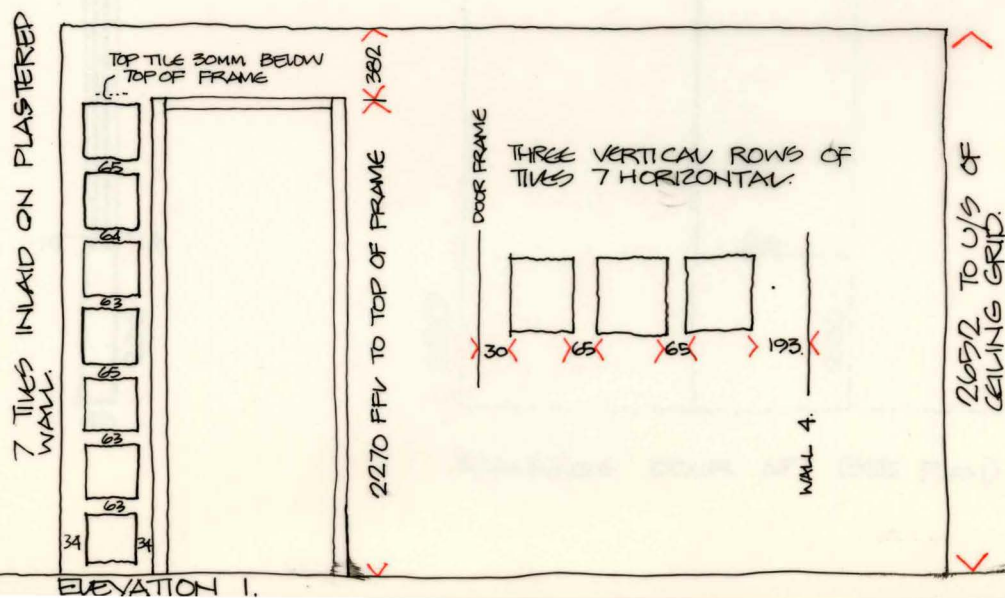 7 TILES INLAID ON PLASTERED
WALL.
TOP TILE 30MM BELOW
TOP OF FRAME
65
64
63
65
63
63
34
34
ELEVATION 1.
382
2270 FFL TO TOP OF FRAME
DOOR FRAME
THREE VERTICAL ROWS OF
TILES 7 HORIZONTAL.
30
65
65
193.
WALL 4.
2652 TO U/S OF
CEILING GRID.